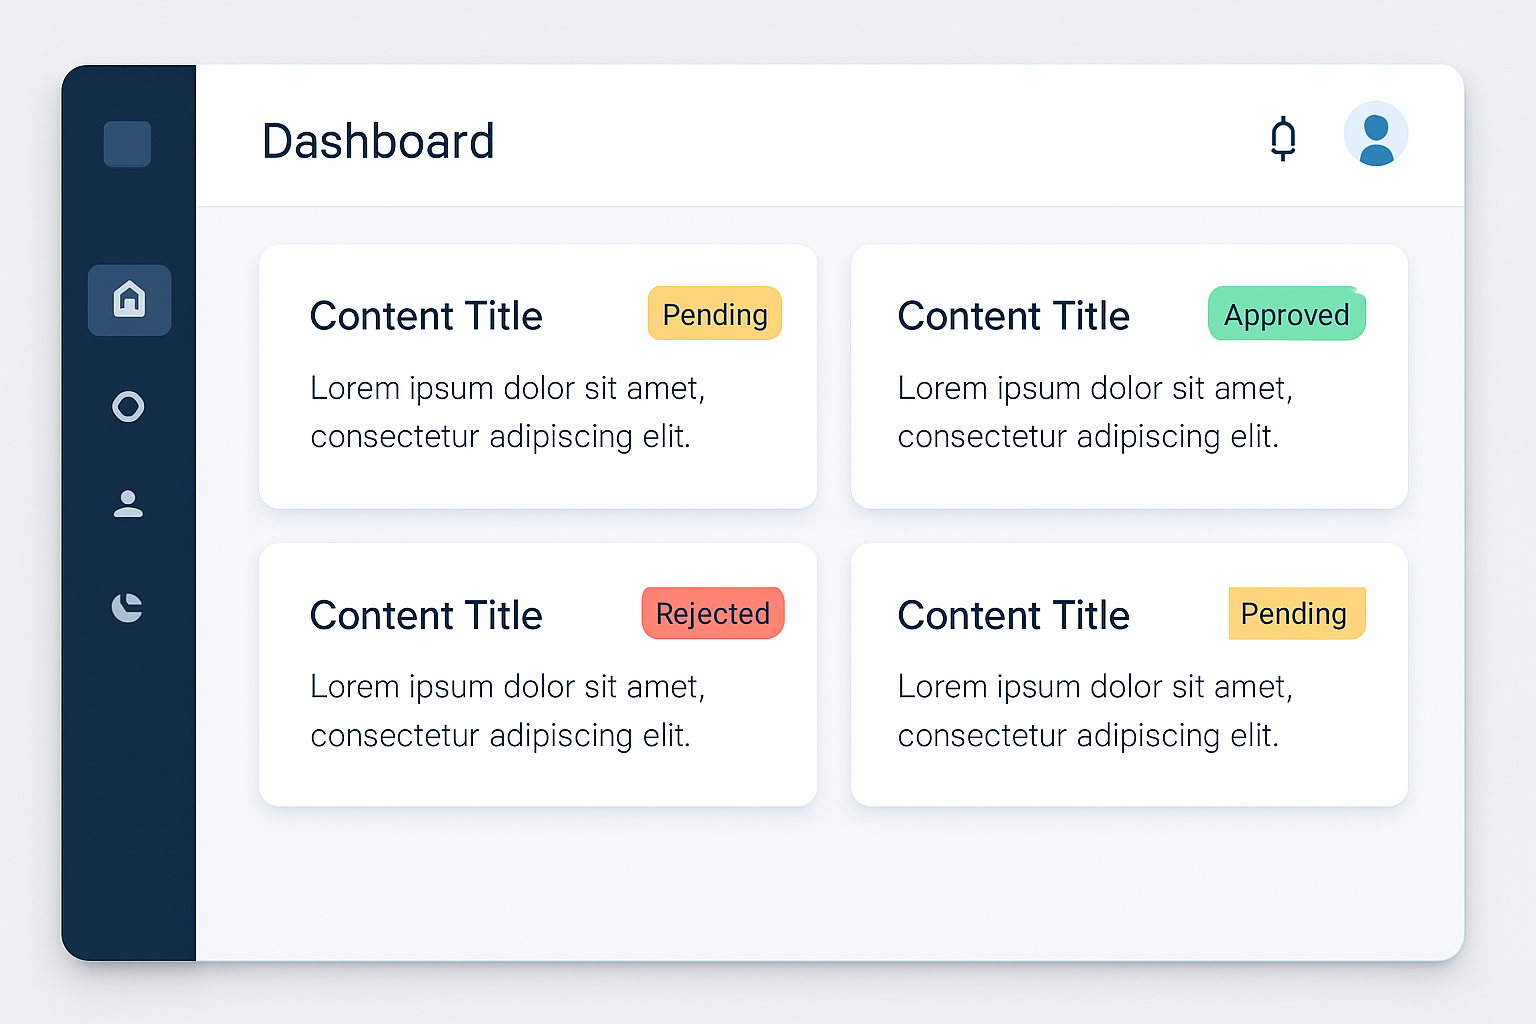 Dashboard
Content Title
Pending
Lorem ipsum dolor sit amet,
consectetur adipiscing elit.
Content Title
Approved
Lorem ipsum dolor sit amet,
consectetur adipiscing elit.
Content Title
Rejected
Lorem ipsum dolor sit amet,
consectetur adipiscing elit.
Content Title
Pending
Lorem ipsum dolor sit amet,
consectetur adipiscing elit.